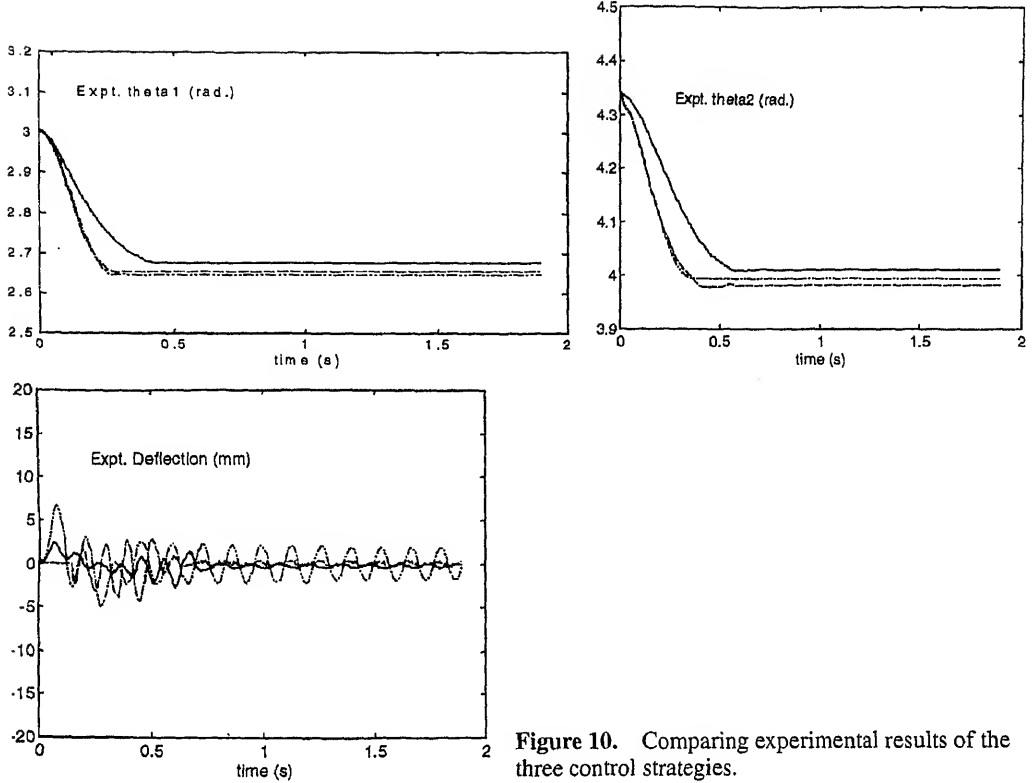 3.2
3.1
3
2.9
2.8
2.7
2.6
2.5
Expt. theta1 (rad.)
0 0.5 1 1.5 2
time (s)
4.5
4.4
4.3
4.2
4.1
4
3.9
Expt. theta2 (rad.)
0 0.5 1 1.5 2
time (s)
20
15
10
5
0
-5
-10
-15
-20
Expt. Deflection (mm)
0 0.5 1 1.5 2
time (s)
Figure 10. Comparing experimental results of the
three control strategies.